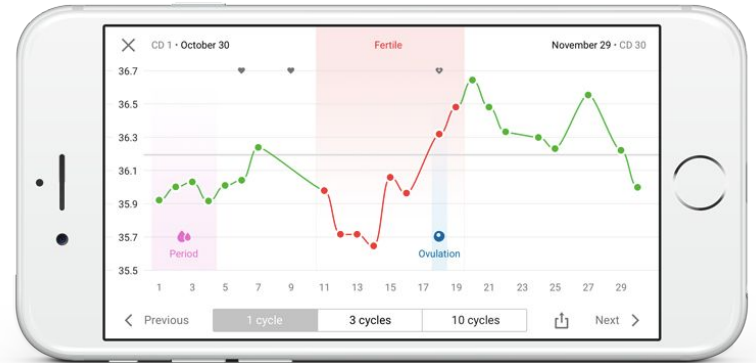 CD 1 • October 30
Fertile
November 29 • CD 30
36.7
36.5
36.3
36.1
35.9
35.7
35.5
Period
Ovulation
1 3 5 7 9 11 13 15 17 19 21 23 25 27 29
Previous
1 cycle
3 cycles
10 cycles
Next